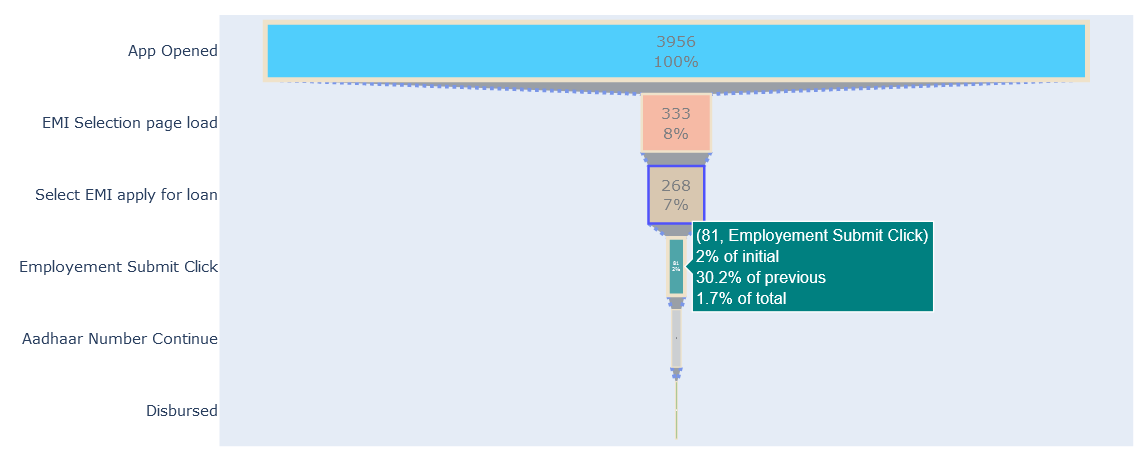 App Opened
3956
100%
EMI Selection page load
333
8%
Select EMI apply for loan
268
7%
Employement Submit Click
81
2%
(81, Employement Submit Click)
2% of initial
30.2% of previous
1.7% of total
Aadhaar Number Continue
Disbursed